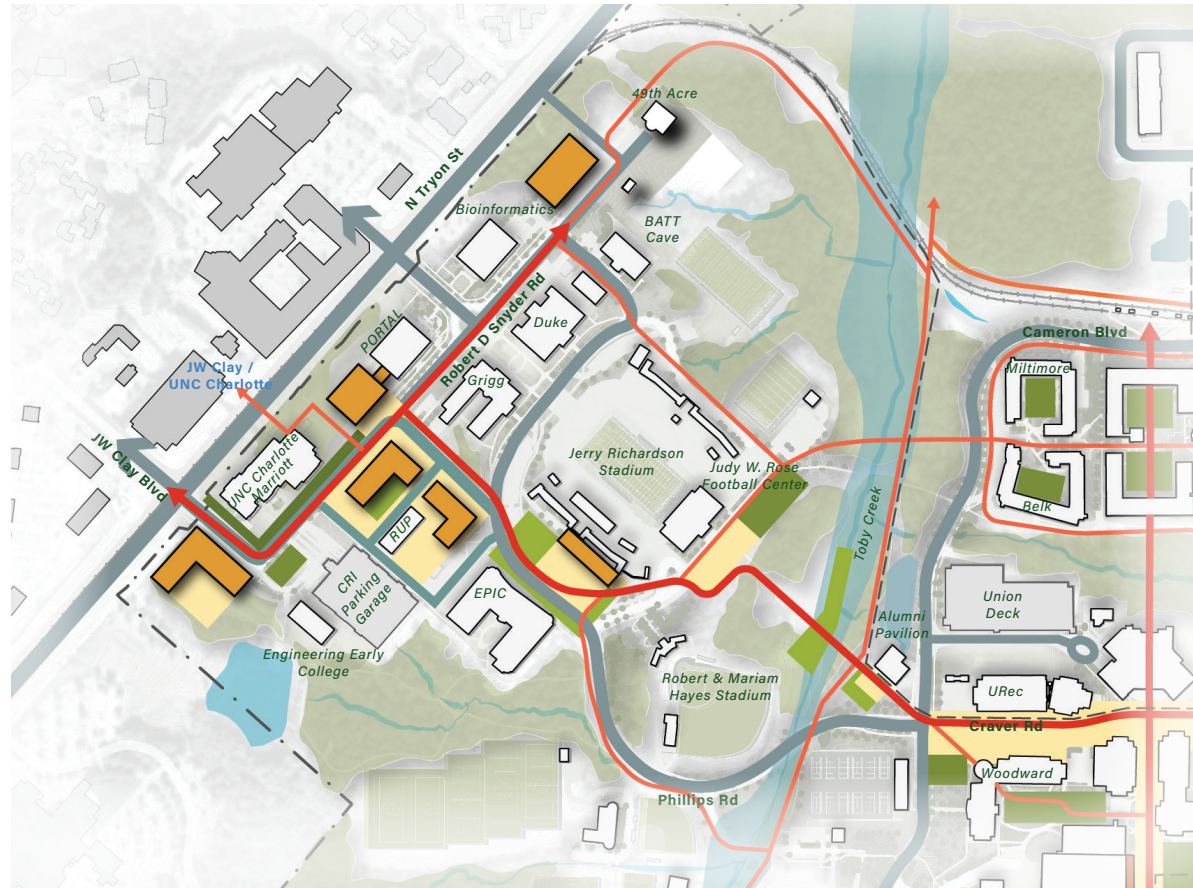 49th Acre
N Tryon St
Bioinformatics
BATT
Cave
Robert D Snyder Rd
Duke
PORTAL
Cameron Blvd
Miltimore
JW Clay /
UNC Charlotte
Grigg
JW Clay Blvd
UNC Charlotte
Marriott
Jerry Richardson
Stadium
Judy W. Rose
Football Center
Belk
Toby Creek
RUP
CRI
Parking
Garage
EPIC
Union
Deck
Alumni
Pavilion
Engineering Early
College
Robert & Mariam
Hayes Stadium
URec
Craver Rd
Woodward
Phillips Rd